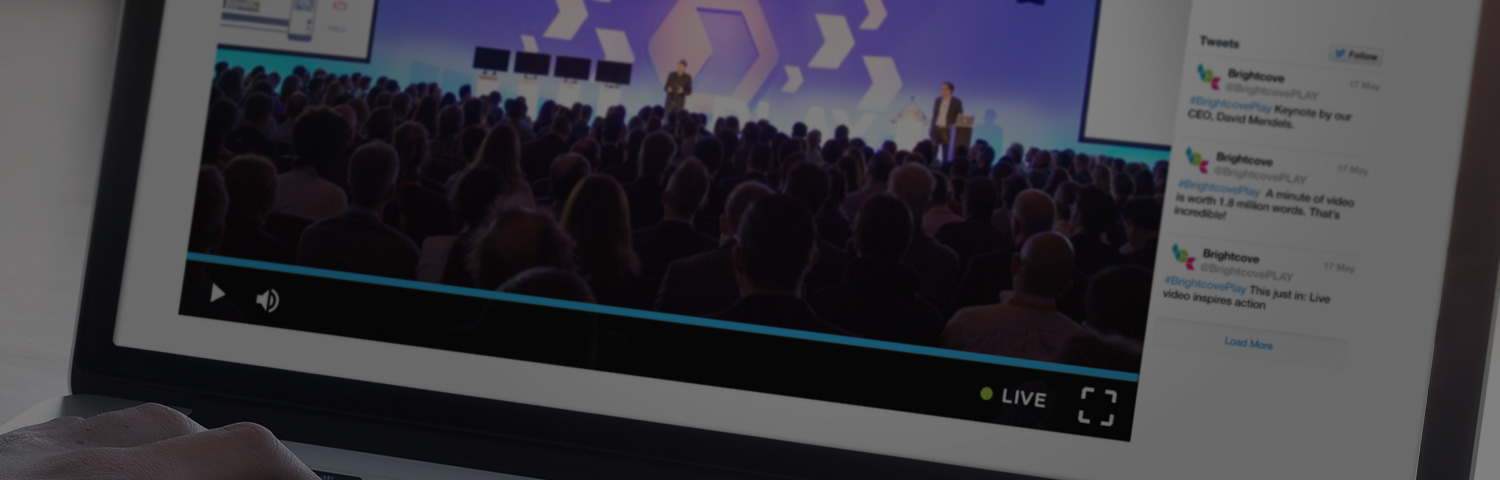 Tweets
Follow
Brightcove
17 May
@BrightcovePLAY
#BrightcovePlay Keynote by our
CEO, David Mendels.
Brightcove
17 May
@BrightcovePLAY
#BrightcovePlay A minute of video
is worth 1.8 million words. That's
incredible!
Brightcove
17 May
@BrightcovePLAY
#BrightcovePlay This just in: Live
video inspires action
Load More
PLAY
LIVE